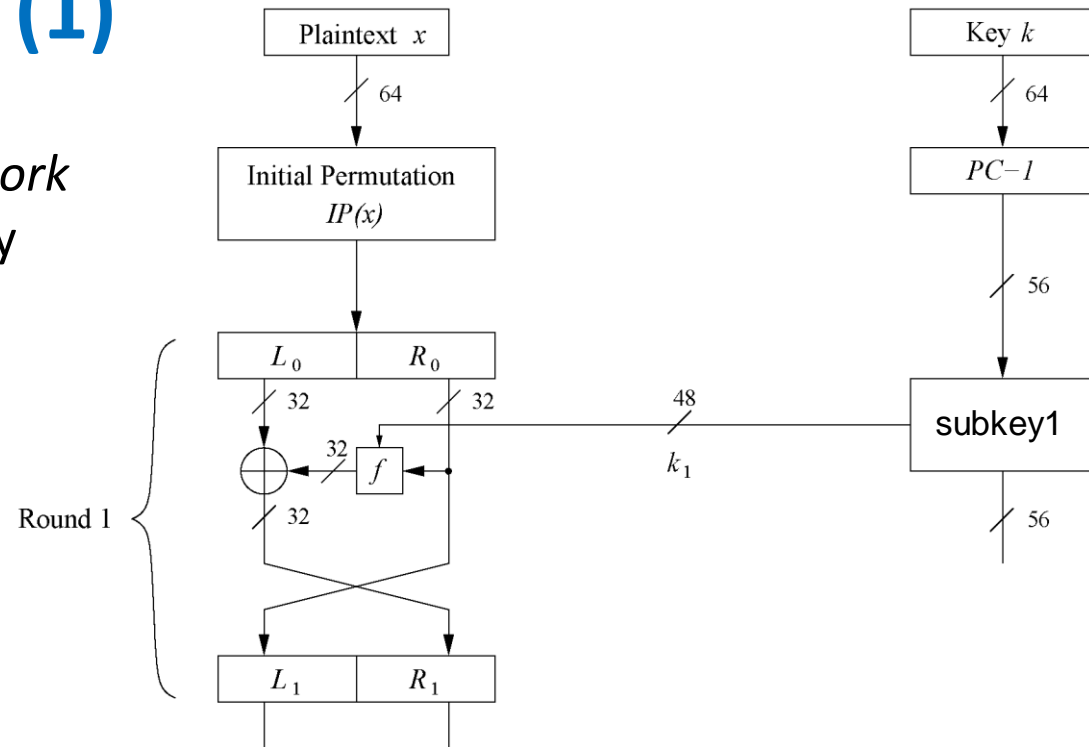 (1)
ork
y
Plaintext x
64
Initial Permutation
IP(x)
L0 R0
32 32
32 f
32
Round 1
L1 R1
48
k1
Key k
64
PC−1
56
subkey1
56